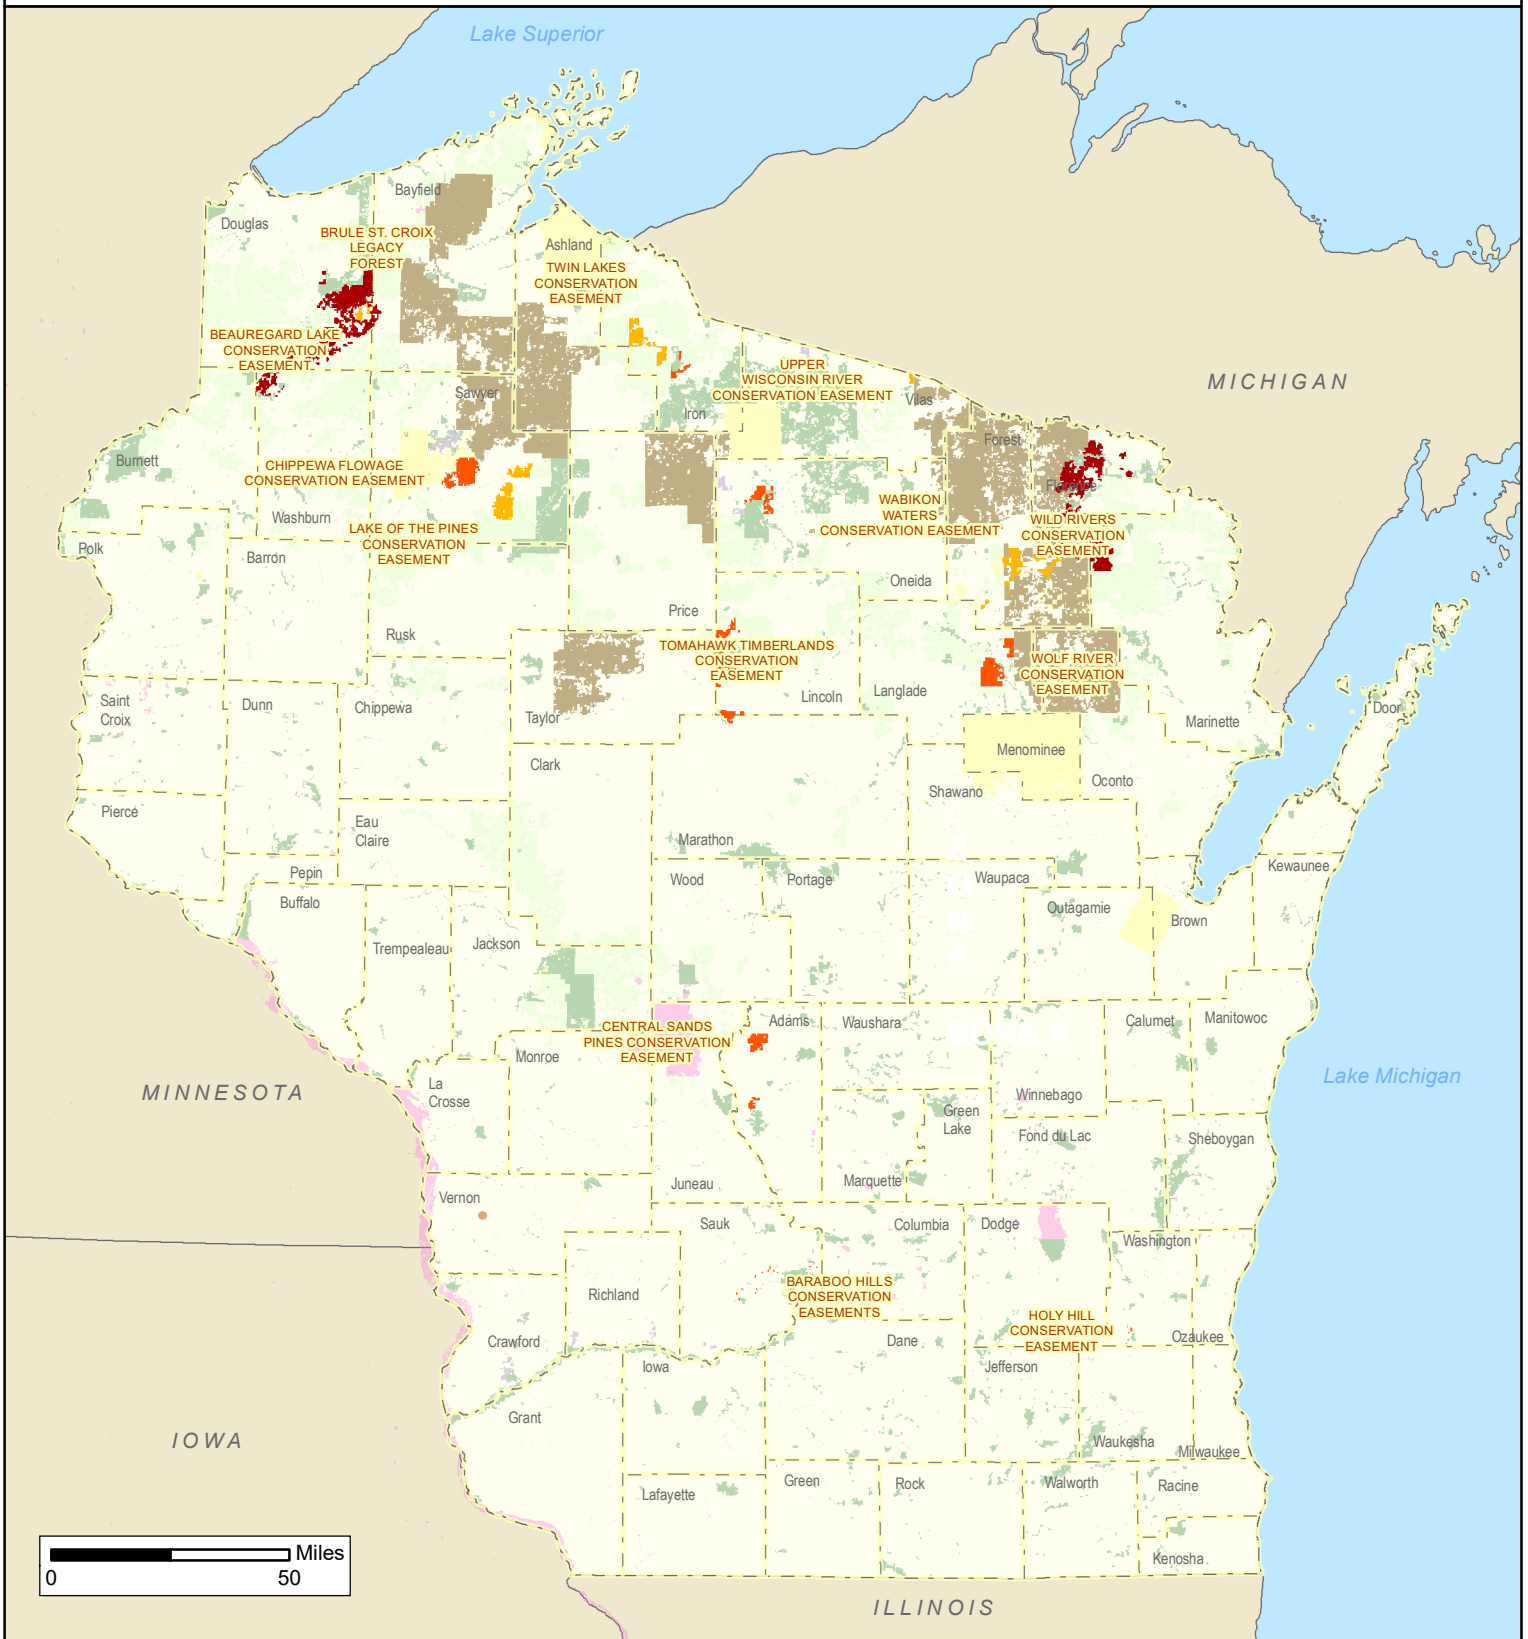 Lake Superior
Bayfield
Douglas
BRULE ST. CROIX
LEGACY
FOREST
Ashland
TWIN LAKES
CONSERVATION
EASEMENT
BEAUREGARD LAKE
CONSERVATION
EASEMENT
UPPER
WISCONSIN RIVER
CONSERVATION EASEMENT
MICHIGAN
Sawyer
Vilas
Iron
Forest
Burnett
CHIPPEWA FLOWAGE
CONSERVATION EASEMENT
Florence
Washburn
WABIKON
WATERS
CONSERVATION EASEMENT
LAKE OF THE PINES
CONSERVATION
EASEMENT
WILD RIVERS
CONSERVATION
EASEMENT
Polk
Barron
Oneida
Price
Rusk
TOMAHAWK TIMBERLANDS
CONSERVATION
EASEMENT
WOLF RIVER
CONSERVATION
EASEMENT
Saint
Croix
Dunn
Chippewa
Taylor
Lincoln
Langlade
Marinette
Door
Clark
Menominee
Oconto
Shawano
Pierce
Eau
Claire
Marathon
Kewaunee
Pepin
Wood
Portage
Waupaca
Buffalo
Outagamie
Brown
Trempealeau
Jackson
ZONE
Adams
Waushara
Calumet
Manitowoc
CENTRAL SANDS
PINES CONSERVATION
EASEMENT
ZONE A
Monroe
MINNESOTA
La
Crosse
Lake Michigan
Winnebago
Green
Lake
Fond du Lac
Sheboygan
Juneau
Marquette
Vernon
Sauk
Columbia
Dodge
Washington
Richland
BARABOO HILLS
CONSERVATION
EASEMENTS
HOLY HILL
CONSERVATION
EASEMENT
Crawford
Dane
Ozaukee
Iowa
Jefferson
Grant
IOWA
Waukesha
Milwaukee
Lafayette
Green
Rock
Walworth
Racine
Kenosha
Miles
0
50
ILLINOIS